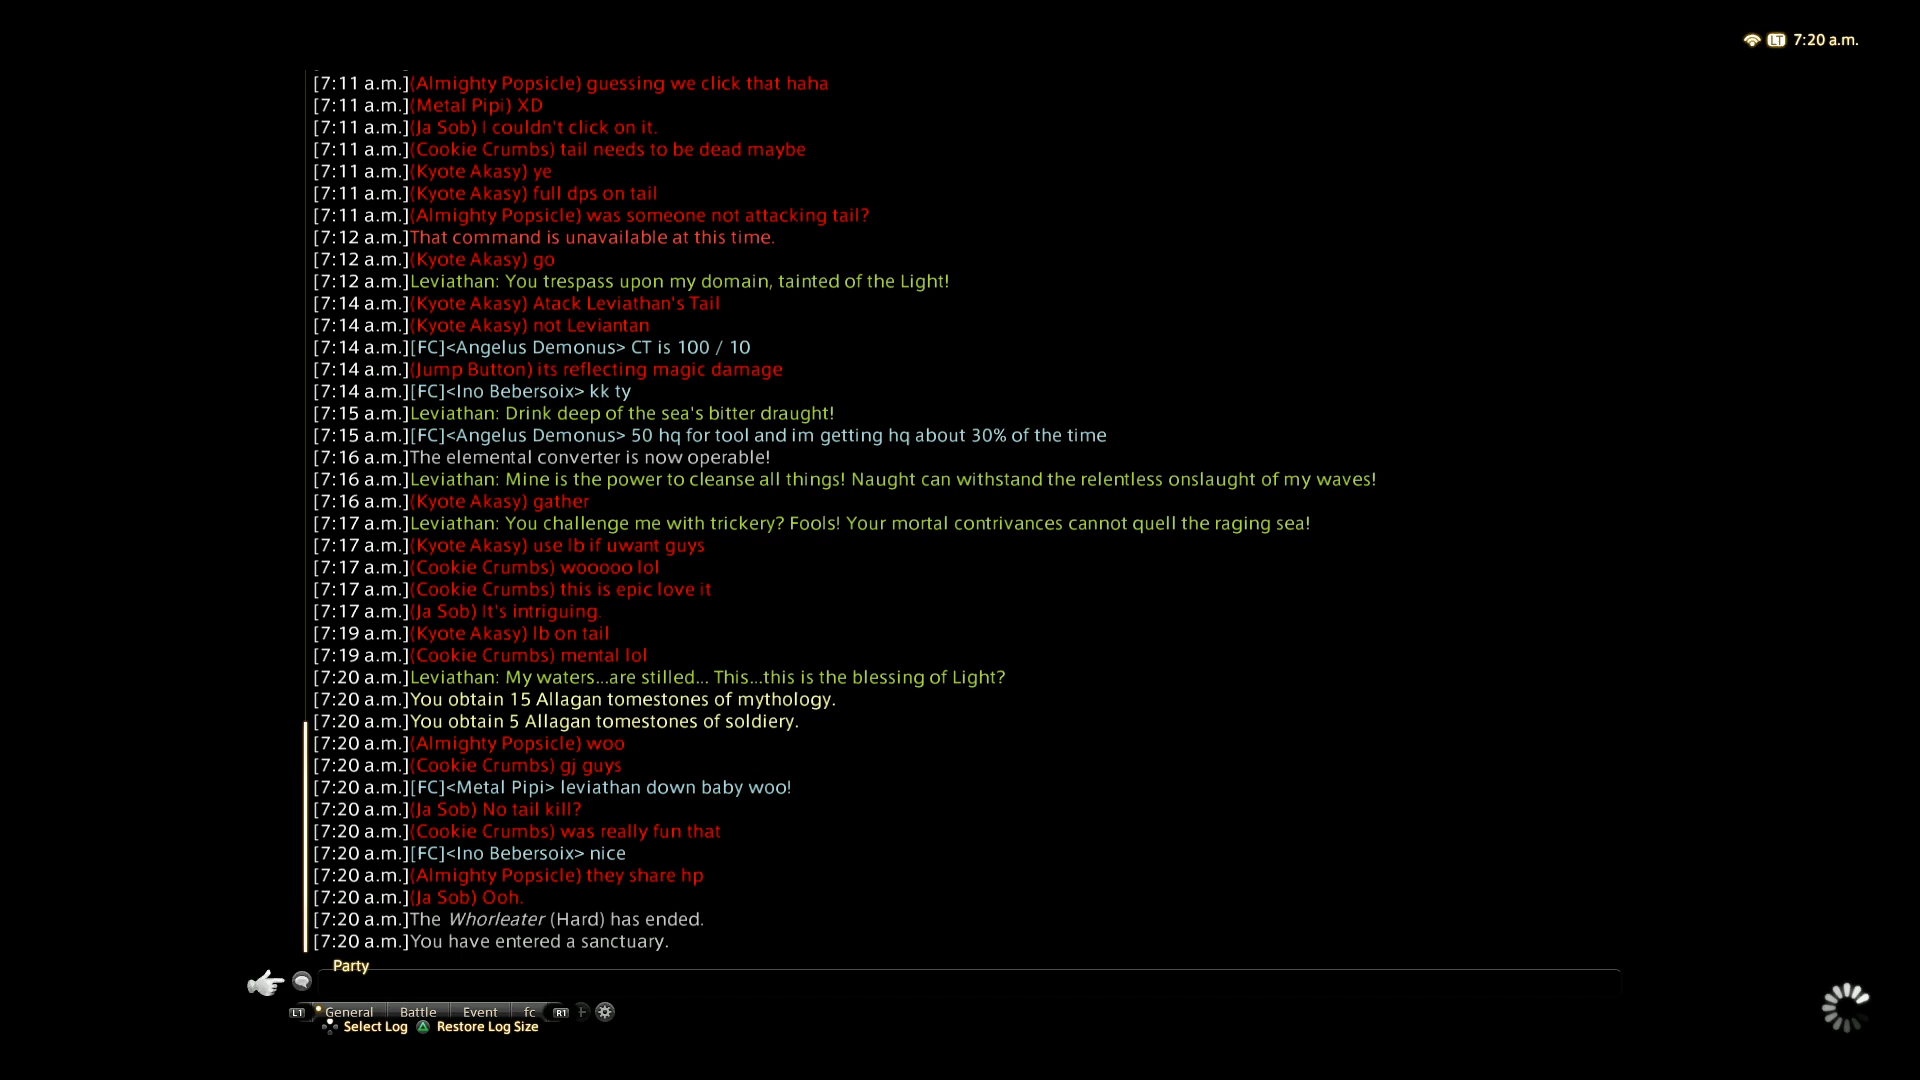 LT 7:20 a.m.
[7:11 a.m.](Almighty Popsicle) guessing we click that haha
[7:11 a.m.](Metal Pipi) XD
[7:11 a.m.](Ja Sob) I couldn't click on it.
[7:11 a.m.](Cookie Crumbs) tail needs to be dead maybe
[7:11 a.m.](Kyote Akasy) ye
[7:11 a.m.](Kyote Akasy) full dps on tail
[7:11 a.m.](Almighty Popsicle) was someone not attacking tail?
[7:12 a.m.]That command is unavailable at this time.
[7:12 a.m.](Kyote Akasy) go
[7:12 a.m.]Leviathan: You trespass upon my domain, tainted of the Light!
[7:14 a.m.](Kyote Akasy) Atack Leviathan's Tail
[7:14 a.m.](Kyote Akasy) not Leviantan
[7:14 a.m.][FC]<Angelus Demonus> CT is 100 / 10
[7:14 a.m.](Jump Button) its reflecting magic damage
[7:14 a.m.][FC]<Ino Bebersoix> kk ty
[7:15 a.m.]Leviathan: Drink deep of the sea's bitter draught!
[7:15 a.m.][FC]<Angelus Demonus> 50 hq for tool and im getting hq about 30% of the time
[7:16 a.m.]The elemental converter is now operable!
[7:16 a.m.]Leviathan: Mine is the power to cleanse all things! Naught can withstand the relentless onslaught of my waves!
[7:16 a.m.](Kyote Akasy) gather
[7:17 a.m.]Leviathan: You challenge me with trickery? Fools! Your mortal contrivances cannot quell the raging sea!
[7:17 a.m.](Kyote Akasy) use lb if uwant guys
[7:17 a.m.](Cookie Crumbs) wooooo lol
[7:17 a.m.](Cookie Crumbs) this is epic love it
[7:17 a.m.](Ja Sob) It's intriguing.
[7:19 a.m.](Kyote Akasy) lb on tail
[7:19 a.m.](Cookie Crumbs) mental lol
[7:20 a.m.]Leviathan: My waters...are stilled... This...this is the blessing of Light?
[7:20 a.m.]You obtain 15 Allagan tomestones of mythology.
[7:20 a.m.]You obtain 5 Allagan tomestones of soldiery.
[7:20 a.m.](Almighty Popsicle) woo
[7:20 a.m.](Cookie Crumbs) gj guys
[7:20 a.m.][FC]<Metal Pipi> leviathan down baby woo!
[7:20 a.m.](Ja Sob) No tail kill?
[7:20 a.m.](Cookie Crumbs) was really fun that
[7:20 a.m.][FC]<Ino Bebersoix> nice
[7:20 a.m.](Almighty Popsicle) they share hp
[7:20 a.m.](Ja Sob) Ooh.
[7:20 a.m.]The Whorleater (Hard) has ended.
[7:20 a.m.]You have entered a sanctuary.
Party
L1 General Battle Event fc R1
Select Log Restore Log Size